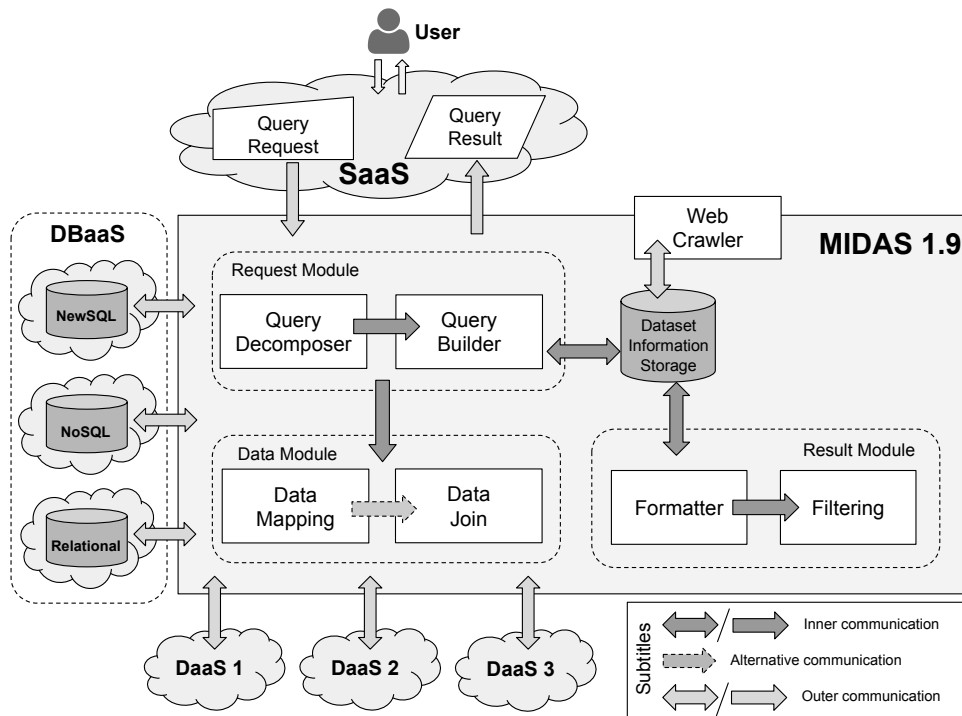 User
Query
Request
Query
Result
SaaS
DBaaS
NewSQL
NoSQL
Relational
Web
Crawler
MIDAS 1.9
Request Module
Query
Decomposer
Query
Builder
Dataset
Information
Storage
Data Module
Data
Mapping
Data
Join
Result Module
Formatter
Filtering
DaaS 1
DaaS 2
DaaS 3
Subtitles
Inner communication
Alternative communication
Outer communication